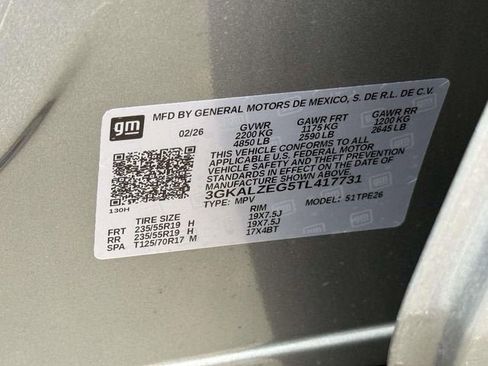 gm
MFD BY GENERAL MOTORS DE MEXICO, S. DE R.L. DE C.V.
02/26 GVWR GAWR FRT GAWR RR
2200 KG 1175 KG 1200 KG
4850 LB 2590 LB 2645 LB
THIS VEHICLE CONFORMS TO ALL
APPLICABLE U.S. FEDERAL MOTOR
VEHICLE SAFETY STANDARDS IN
EFFECT ON THE DATE OF
MANUFACTURE SHOWN ABOVE.
3GKALZEG5TL417731
130H TYPE: MPV MODEL: 51TPE26
TIRE SIZE RIM
FRT 235/55R19 H 19X7.5J
RR 235/55R19 H 19X7.5J
SPA T125/70R17 M 17X4BT